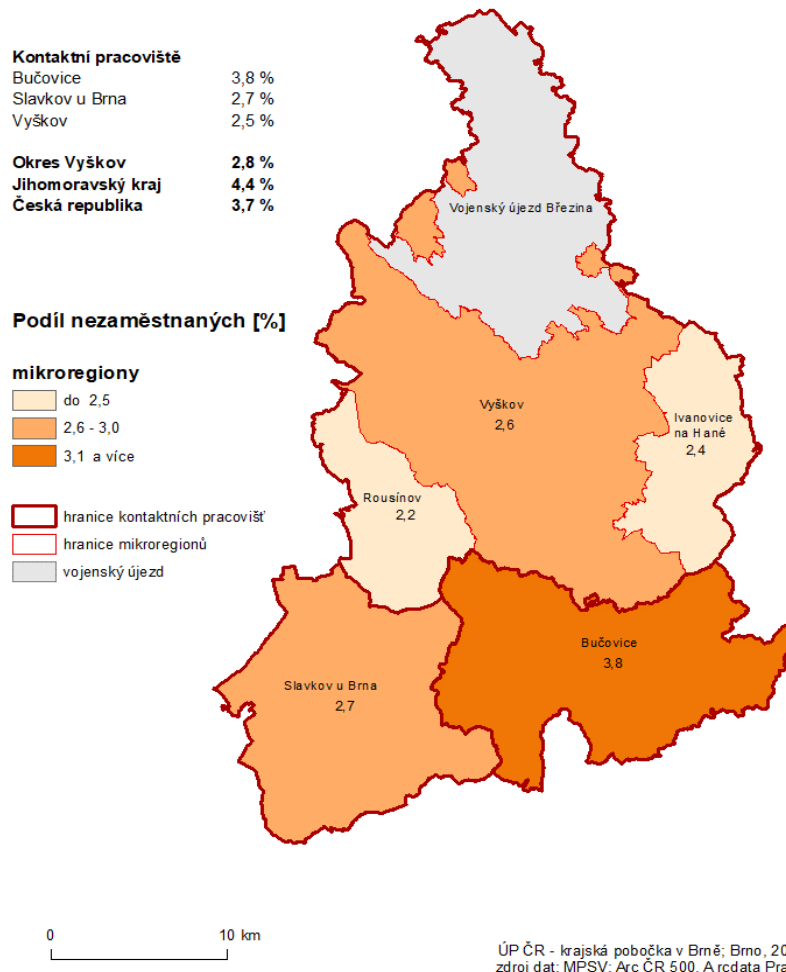 Kontaktní pracoviště
Bučovice 3,8 %
Slavkov u Brna 2,7 %
Vyškov 2,5 %
Okres Vyškov 2,8 %
Jihomoravský kraj 4,4 %
Česká republika 3,7 %
Podíl nezaměstnaných [%]
mikroregiony
do 2,5
2,6 - 3,0
3,1 a více
hranice kontaktních pracovišť
hranice mikroregionů
vojenský újezd
Vojenský újezd Březina
Vyškov
2,6
Ivanovice
na Hané
2,4
Rousínov
2,2
Bučovice
3,8
Slavkov u Brna
2,7
0 10 km
ÚP ČR - krajská pobočka v Brně; Brno, 20
zdroj dat: MPSV; Arc ČR 500, Arcdata Pra